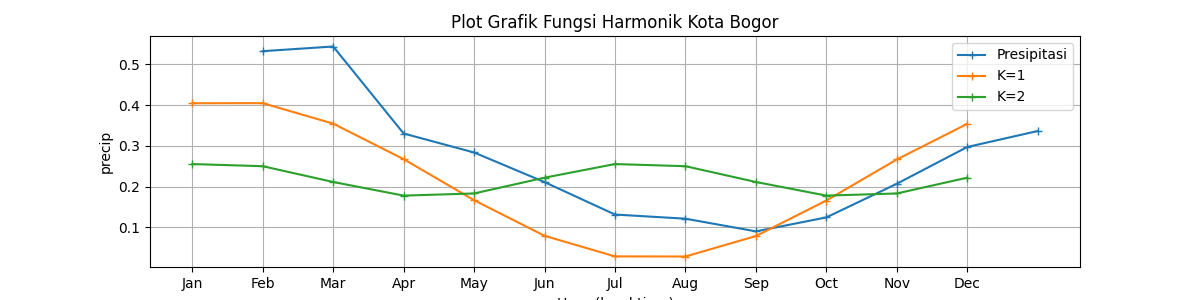 Plot Grafik Fungsi Harmonik Kota Bogor
Presipitasi
K=1
K=2
precip
0.5
0.4
0.3
0.2
0.1
Jan Feb Mar Apr May Jun Jul Aug Sep Oct Nov Dec